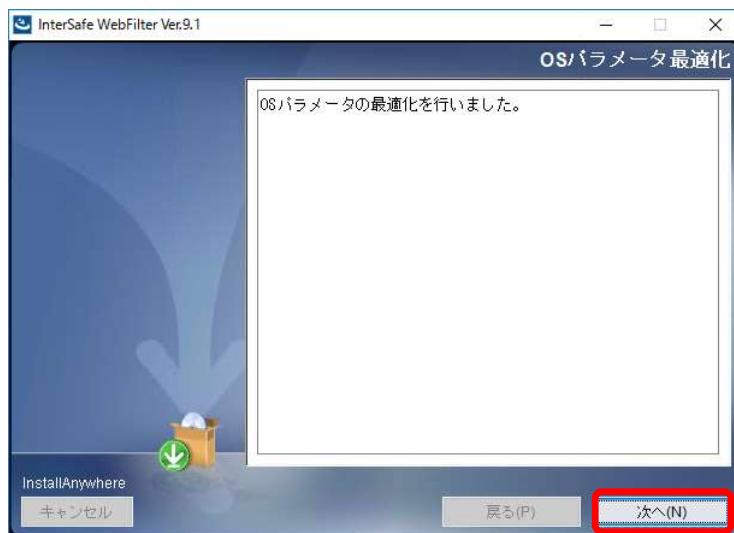 InterSafe WebFilter Ver.9.1
OSパラメータ最適化
OSパラメータの最適化を行いました。
InstallAnywhere
キャンセル
戻る(P)
次へ(N)